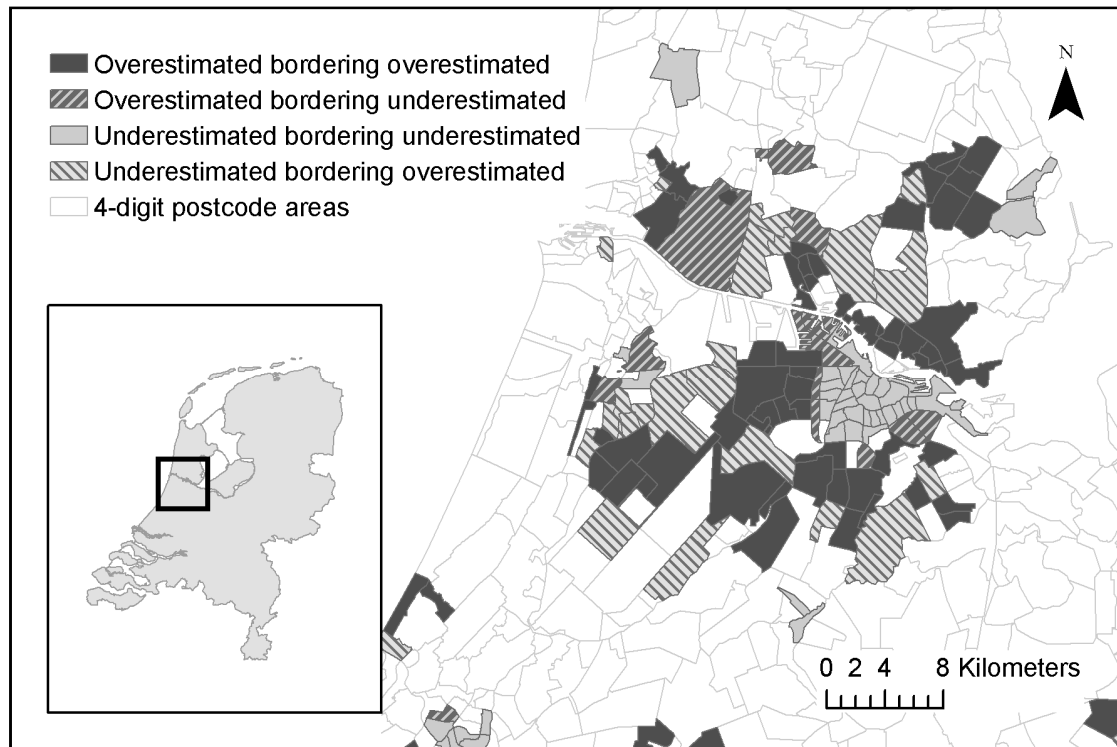 Overestimated bordering overestimated
Overestimated bordering underestimated
Underestimated bordering underestimated
Underestimated bordering overestimated
4-digit postcode areas
N
0 2 4 8 Kilometers